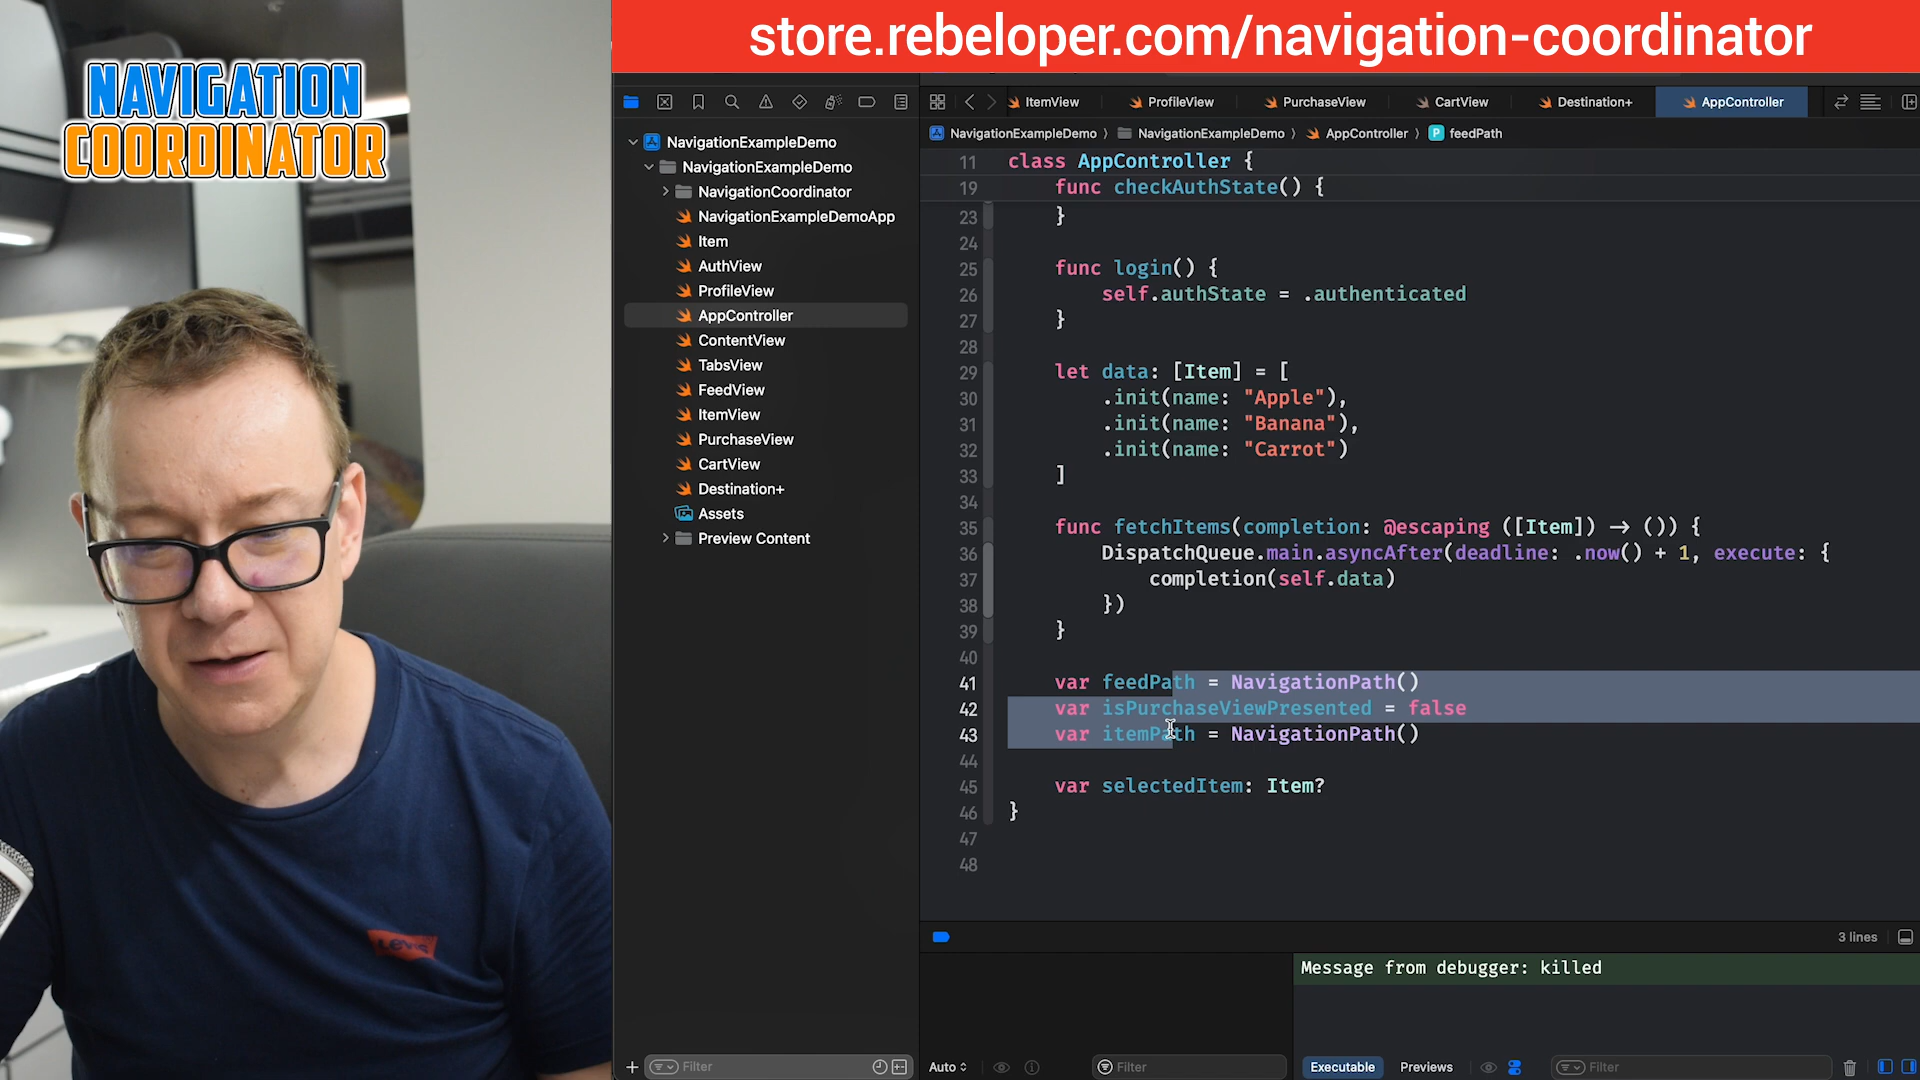 store.rebeloper.com/navigation-coordinator
NAVIGATION
COORDINATOR
Levi's
ItemView
ProfileView
PurchaseView
CartView
Destination+
AppController
NavigationExampleDemo
NavigationExampleDemo
AppController
feedPath
NavigationExampleDemo
NavigationExampleDemo
NavigationCoordinator
NavigationExampleDemoApp
Item
AuthView
ProfileView
AppController
ContentView
TabsView
FeedView
ItemView
PurchaseView
CartView
Destination+
Assets
Preview Content
Filter
11 class AppController {
19 func checkAuthState() {
23 }
24
25 func login() {
26 self.authState = .authenticated
27 }
28
29 let data: [Item] = [
30 .init(name: "Apple"),
31 .init(name: "Banana"),
32 .init(name: "Carrot")
33 ]
34
35 func fetchItems(completion: @escaping ([Item]) -> ()) {
36 DispatchQueue.main.asyncAfter(deadline: .now() + 1, execute: {
37 completion(self.data)
38 })
39 }
40
41 var feedPath = NavigationPath()
42 var isPurchaseViewPresented = false
43 var itemPath = NavigationPath()
44
45 var selectedItem: Item?
46 }
47
48
3 lines
Message from debugger: killed
Auto
Filter
Executable
Previews
Filter